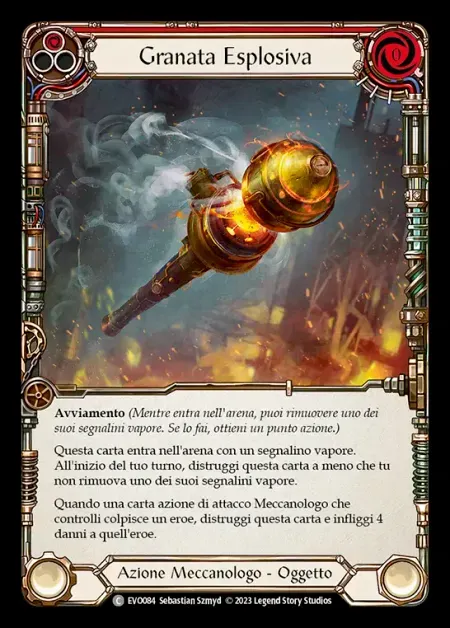 Granata Esplosiva
0
Avviamento (Mentre entra nell'arena, puoi rimuovere uno dei
suoi segnalini vapore. Se lo fai, ottieni un punto azione.)
Questa carta entra nell'arena con un segnalino vapore.
All'inizio del tuo turno, distruggi questa carta a meno che tu
non rimuova uno dei suoi segnalini vapore.
Quando una carta azione di attacco Meccanologo che
controlli colpisce un eroe, distruggi questa carta e infliggi 4
danni a quell'eroe.
Azione Meccanologo - Oggetto
C EVO084 Sebastian Szmyd © 2023 Legend Story Studios